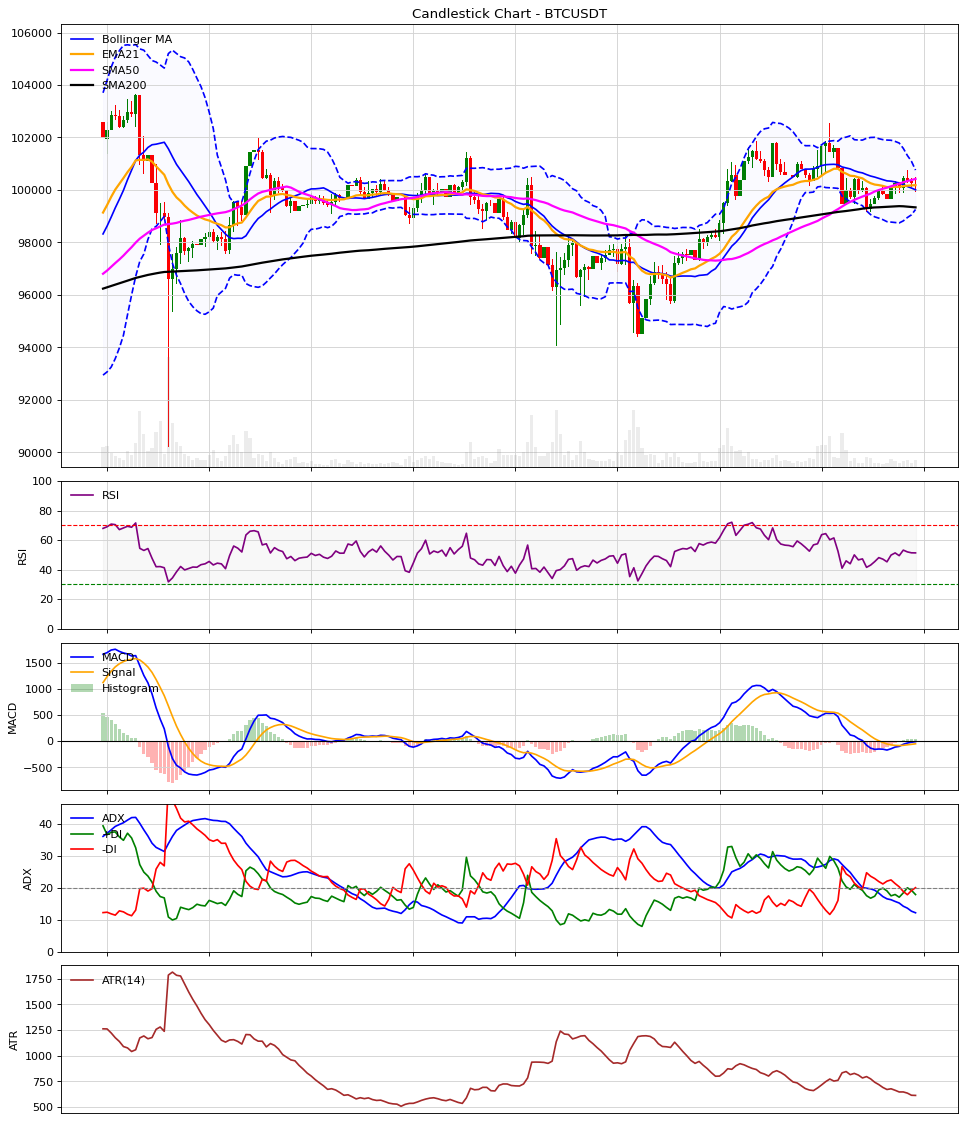 Candlestick Chart - BTCUSDT
106000
104000
102000
100000
98000
96000
94000
92000
90000
Bollinger MA
EMA21
SMA50
SMA200
100
80
60
40
20
0
RSI
RSI
1500
1000
500
0
−500
MACD
MACD
Signal
Histogram
40
30
20
10
0
ADX
ADX
+DI
-DI
1750
1500
1250
1000
750
500
ATR
ATR(14)